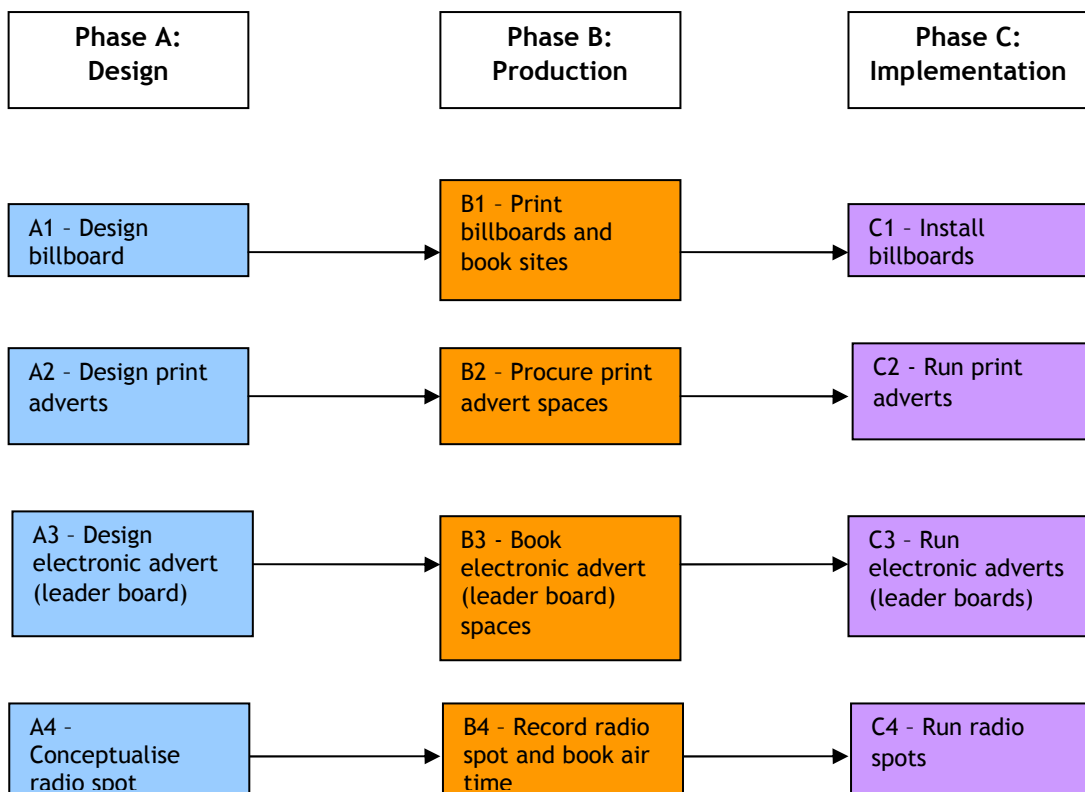 Phase A:
Design
Phase B:
Production
Phase C:
Implementation
A1 – Design
billboard
B1 – Print
billboards and
book sites
C1 – Install
billboards
A2 – Design print
adverts
B2 – Procure print
advert spaces
C2 - Run print
adverts
A3 – Design
electronic advert
(leader board)
B3 - Book
electronic advert
(leader board)
spaces
C3 – Run
electronic adverts
(leader boards)
A4 –
Conceptualise
radio spot
B4 – Record radio
spot and book air
time
C4 – Run radio
spots